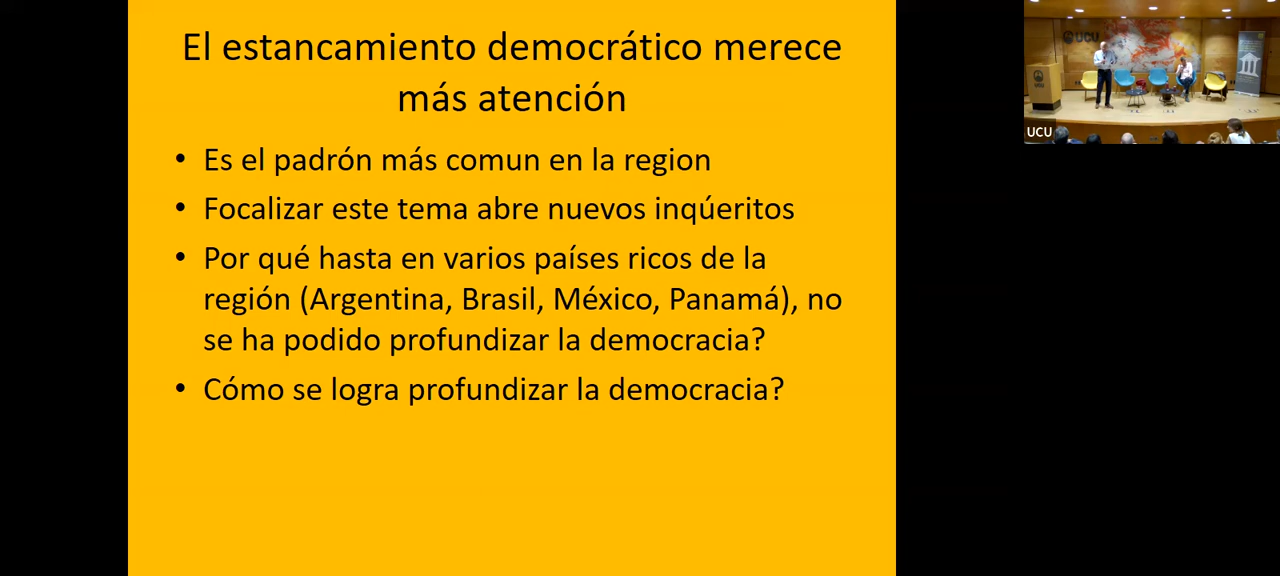 El estancamiento democrático merece
más atención
• Es el padrón más comun en la region
• Focalizar este tema abre nuevos inqúeritos
• Por qué hasta en varios países ricos de la
región (Argentina, Brasil, México, Panamá), no
se ha podido profundizar la democracia?
• Cómo se logra profundizar la democracia?
UCU
UCU